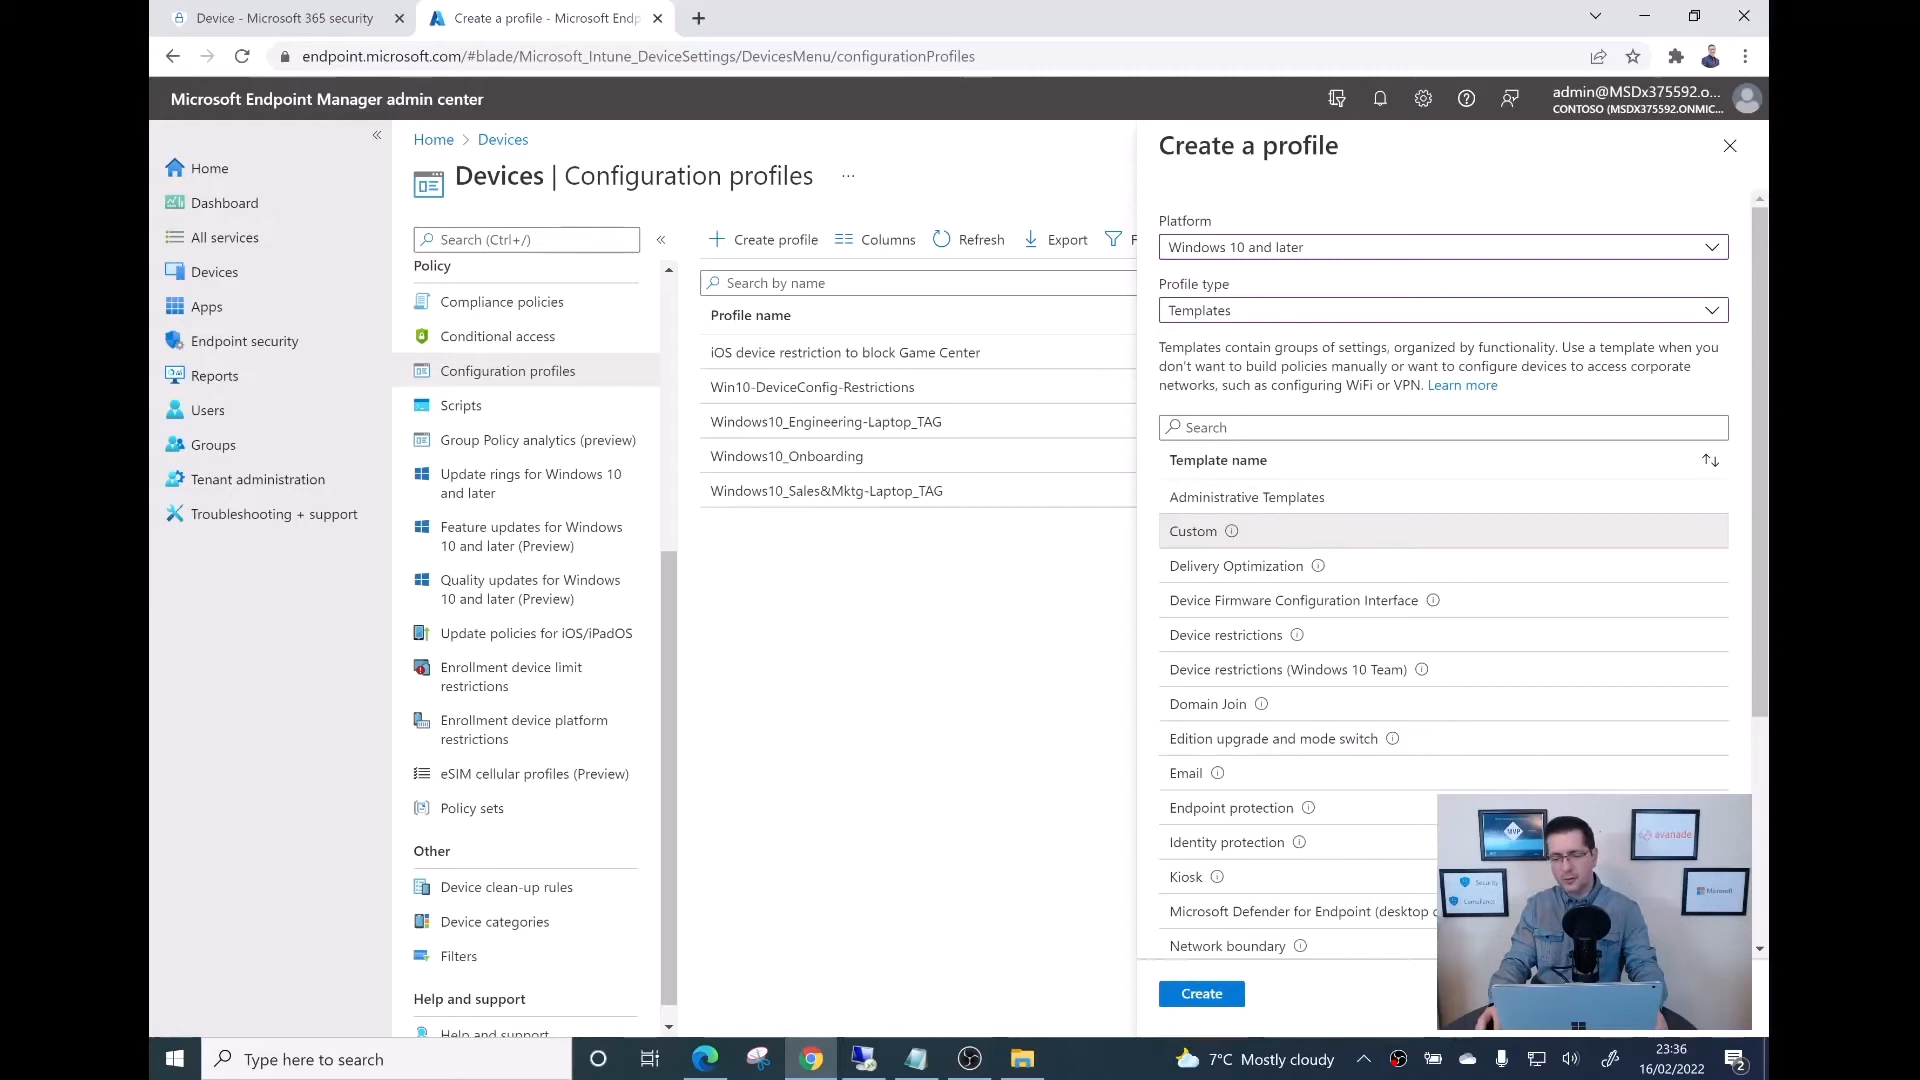 Device - Microsoft 365 security
Create a profile - Microsoft Endp
endpoint.microsoft.com/#blade/Microsoft_Intune_DeviceSettings/DevicesMenu/configurationProfiles
Microsoft Endpoint Manager admin center
admin@MSDx375592.o...
CONTOSO (MSDX375592.ONMIC...
Home
Dashboard
All services
Devices
Apps
Endpoint security
Reports
Users
Groups
Tenant administration
Troubleshooting + support
Home > Devices
Devices | Configuration profiles ...
Search (Ctrl+/)
Policy
Compliance policies
Conditional access
Configuration profiles
Scripts
Group Policy analytics (preview)
Update rings for Windows 10
and later
Feature updates for Windows
10 and later (Preview)
Quality updates for Windows
10 and later (Preview)
Update policies for iOS/iPadOS
Enrollment device limit
restrictions
Enrollment device platform
restrictions
eSIM cellular profiles (Preview)
Policy sets
Other
Device clean-up rules
Device categories
Filters
Help and support
Help and support
Create profile Columns Refresh Export F
Search by name
Profile name
iOS device restriction to block Game Center
Win10-DeviceConfig-Restrictions
Windows10_Engineering-Laptop_TAG
Windows10_Onboarding
Windows10_Sales&Mktg-Laptop_TAG
Create a profile
Platform
Windows 10 and later
Profile type
Templates
Templates contain groups of settings, organized by functionality. Use a template when you
don't want to build policies manually or want to configure devices to access corporate
networks, such as configuring WiFi or VPN. Learn more
Search
Template name
Administrative Templates
Custom
Delivery Optimization
Device Firmware Configuration Interface
Device restrictions
Device restrictions (Windows 10 Team)
Domain Join
Edition upgrade and mode switch
Email
Endpoint protection
Identity protection
Kiosk
Microsoft Defender for Endpoint (desktop
Network boundary
Create
MVP
avanade
Security
Compliance
Microsoft
Type here to search
7°C Mostly cloudy
23:36
16/02/2022
2